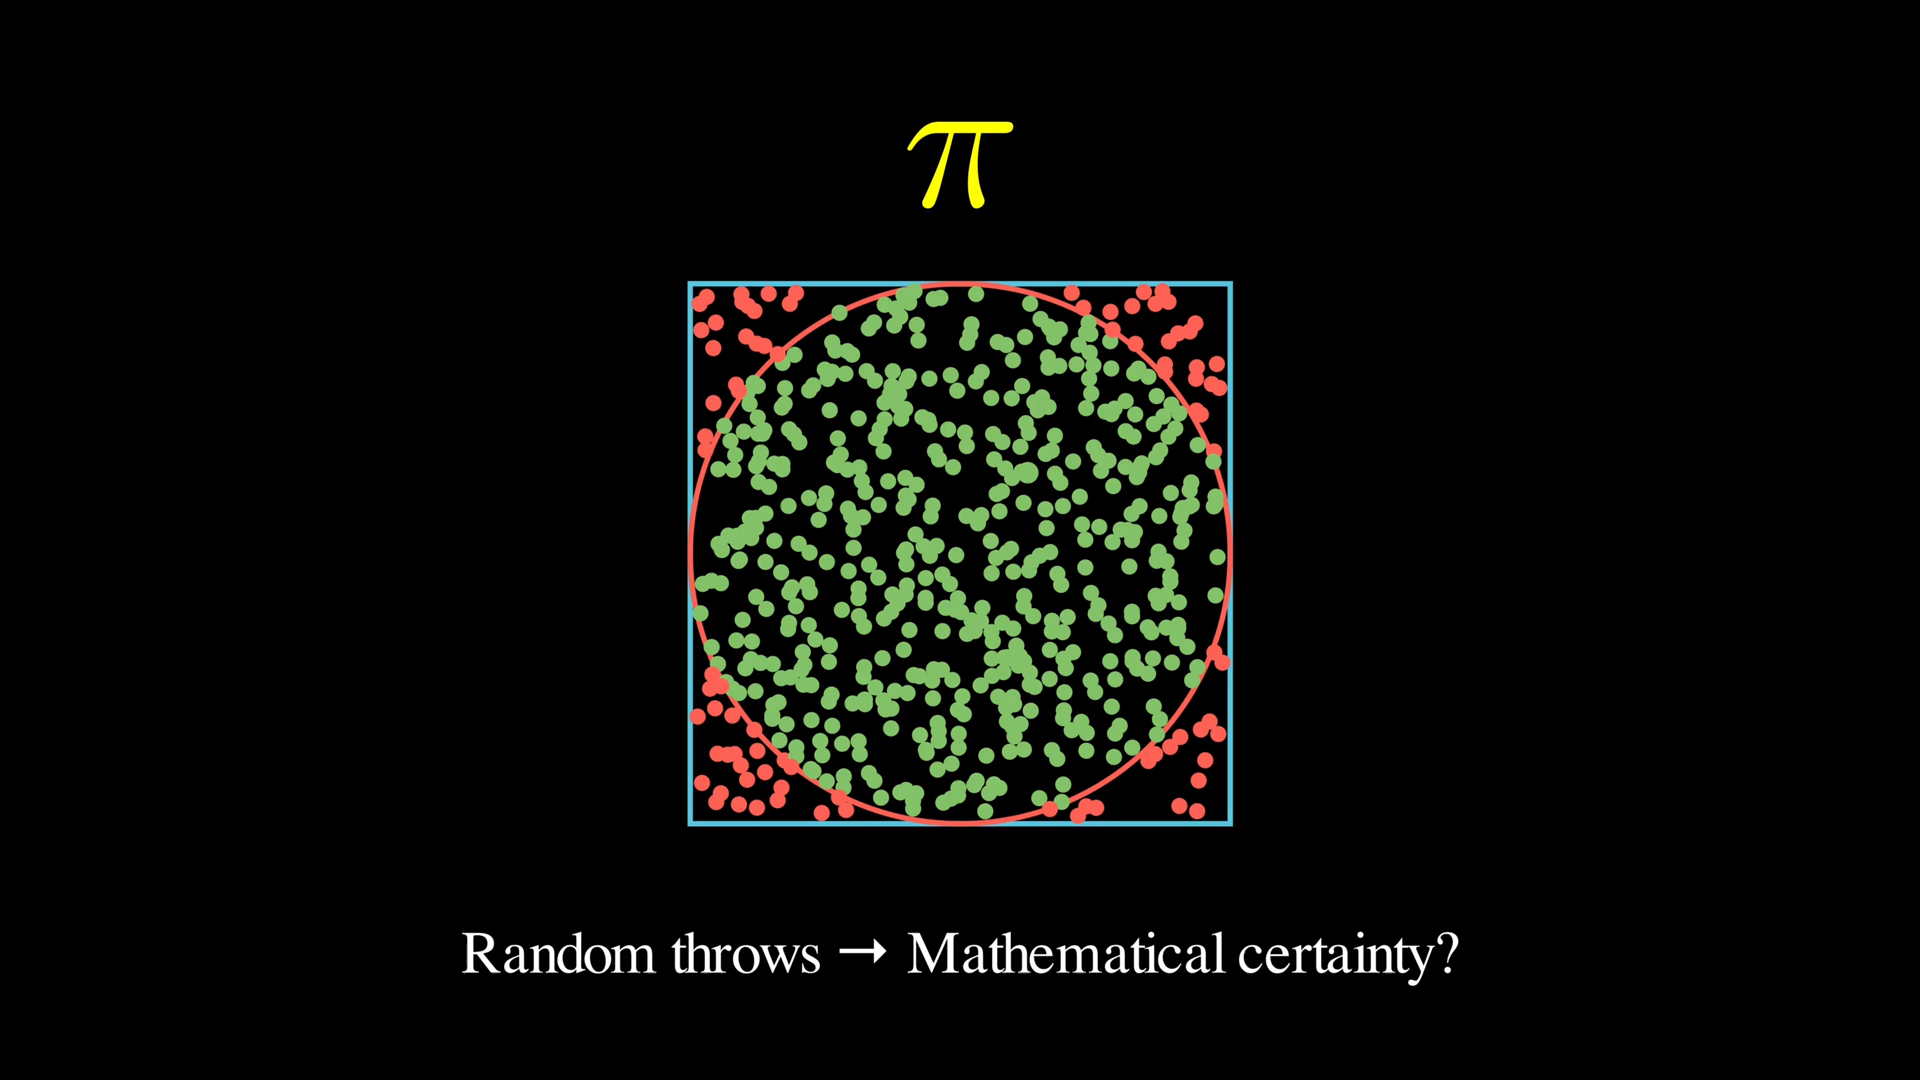 π
Random throws → Mathematical certainty?